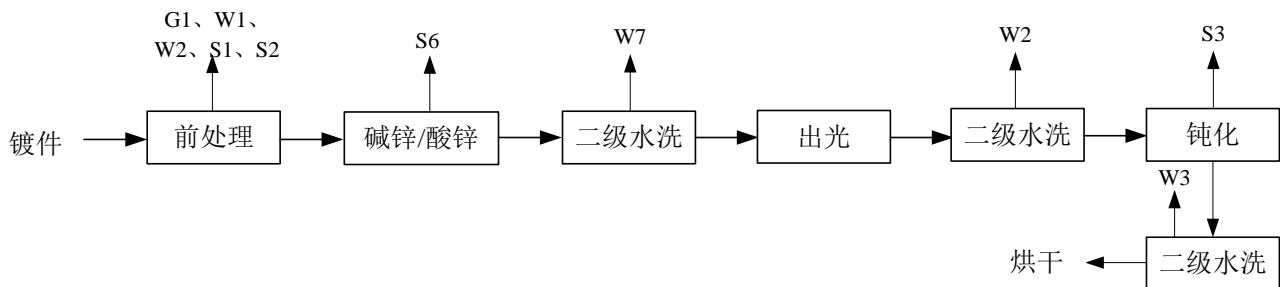 G1、W1、
W2、S1、S2
S6
W7
W2
S3
镀件
前处理
碱锌/酸锌
二级水洗
出光
二级水洗
钝化
W3
烘干
二级水洗